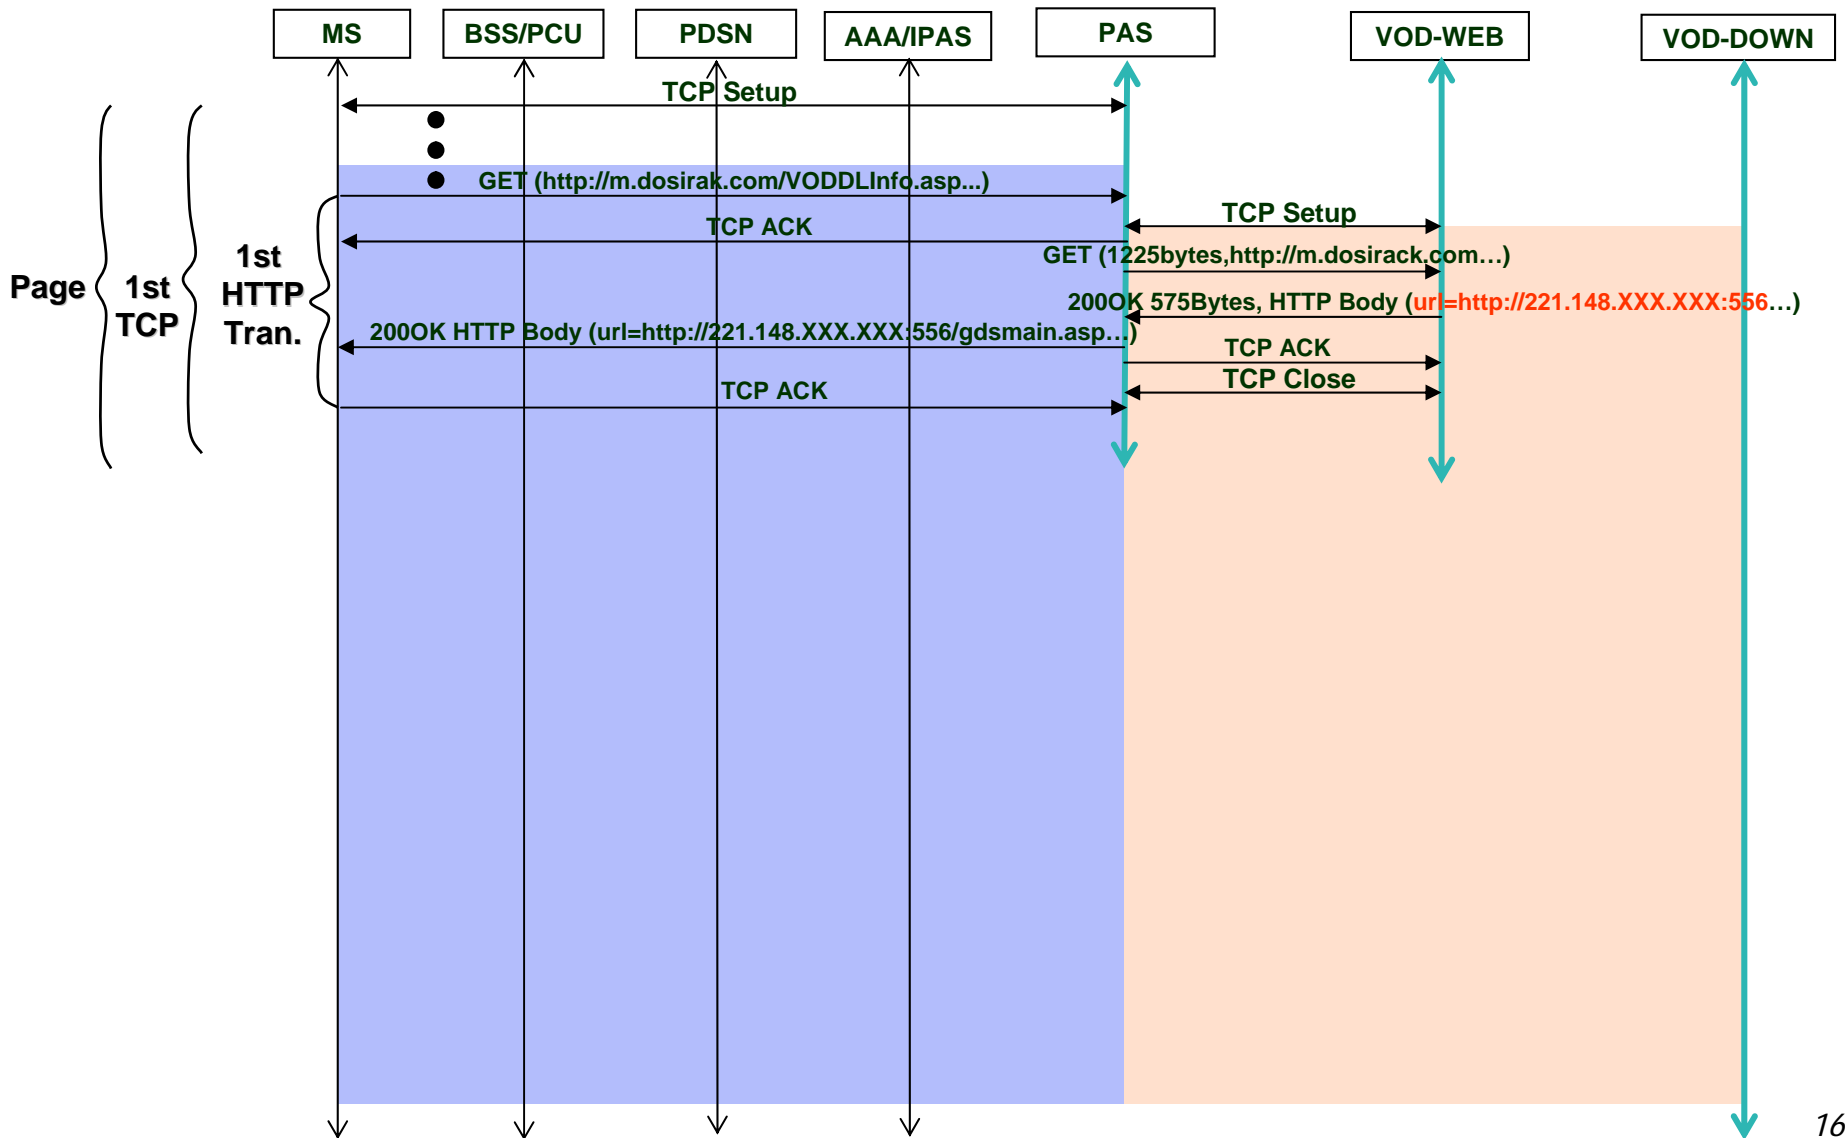 MS
BSS/PCU
PDSN
AAA/IPAS
PAS
VOD-WEB
VOD-DOWN
TCP Setup
GET (http://m.dosirak.com/VODDLInfo.asp...)
TCP Setup
TCP ACK
GET (1225bytes,http://m.dosirack.com…)
200OK 575Bytes, HTTP Body (url=http://221.148.XXX.XXX:556…)
200OK HTTP Body (url=http://221.148.XXX.XXX:556/gdsmain.asp…)
TCP ACK
TCP Close
TCP ACK
Page
1st
TCP
1st
HTTP
Tran.
16